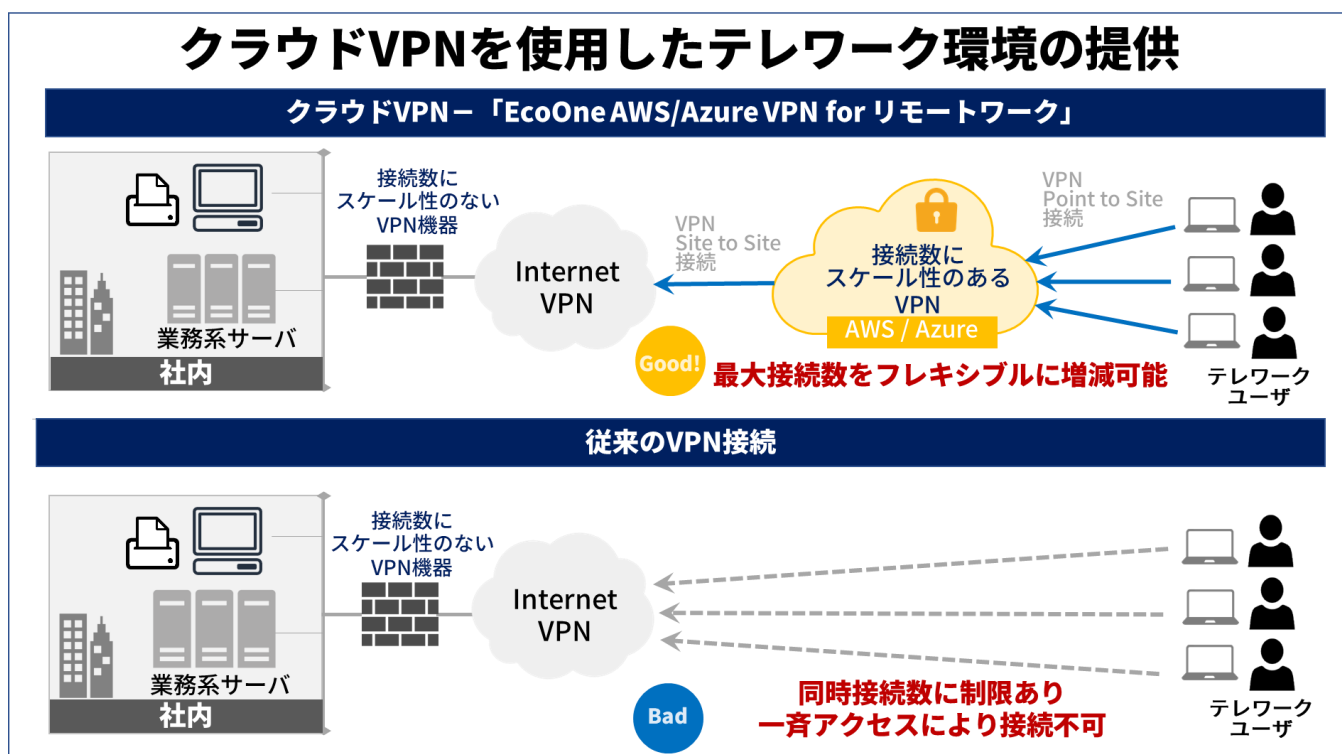 クラウドVPNを使用したテレワーク環境の提供
クラウドVPN－「EcoOne AWS/Azure VPN for リモートワーク」
接続数に
スケール性のない
VPN機器
業務系サーバ
社内
Internet
VPN
VPN
Site to Site
接続
接続数に
スケール性のある
VPN
AWS / Azure
VPN
Point to Site
接続
Good!
最大接続数をフレキシブルに増減可能
テレワーク
ユーザ
従来のVPN接続
接続数に
スケール性のない
VPN機器
業務系サーバ
社内
Internet
VPN
Bad
同時接続数に制限あり
一斉アクセスにより接続不可
テレワーク
ユーザ